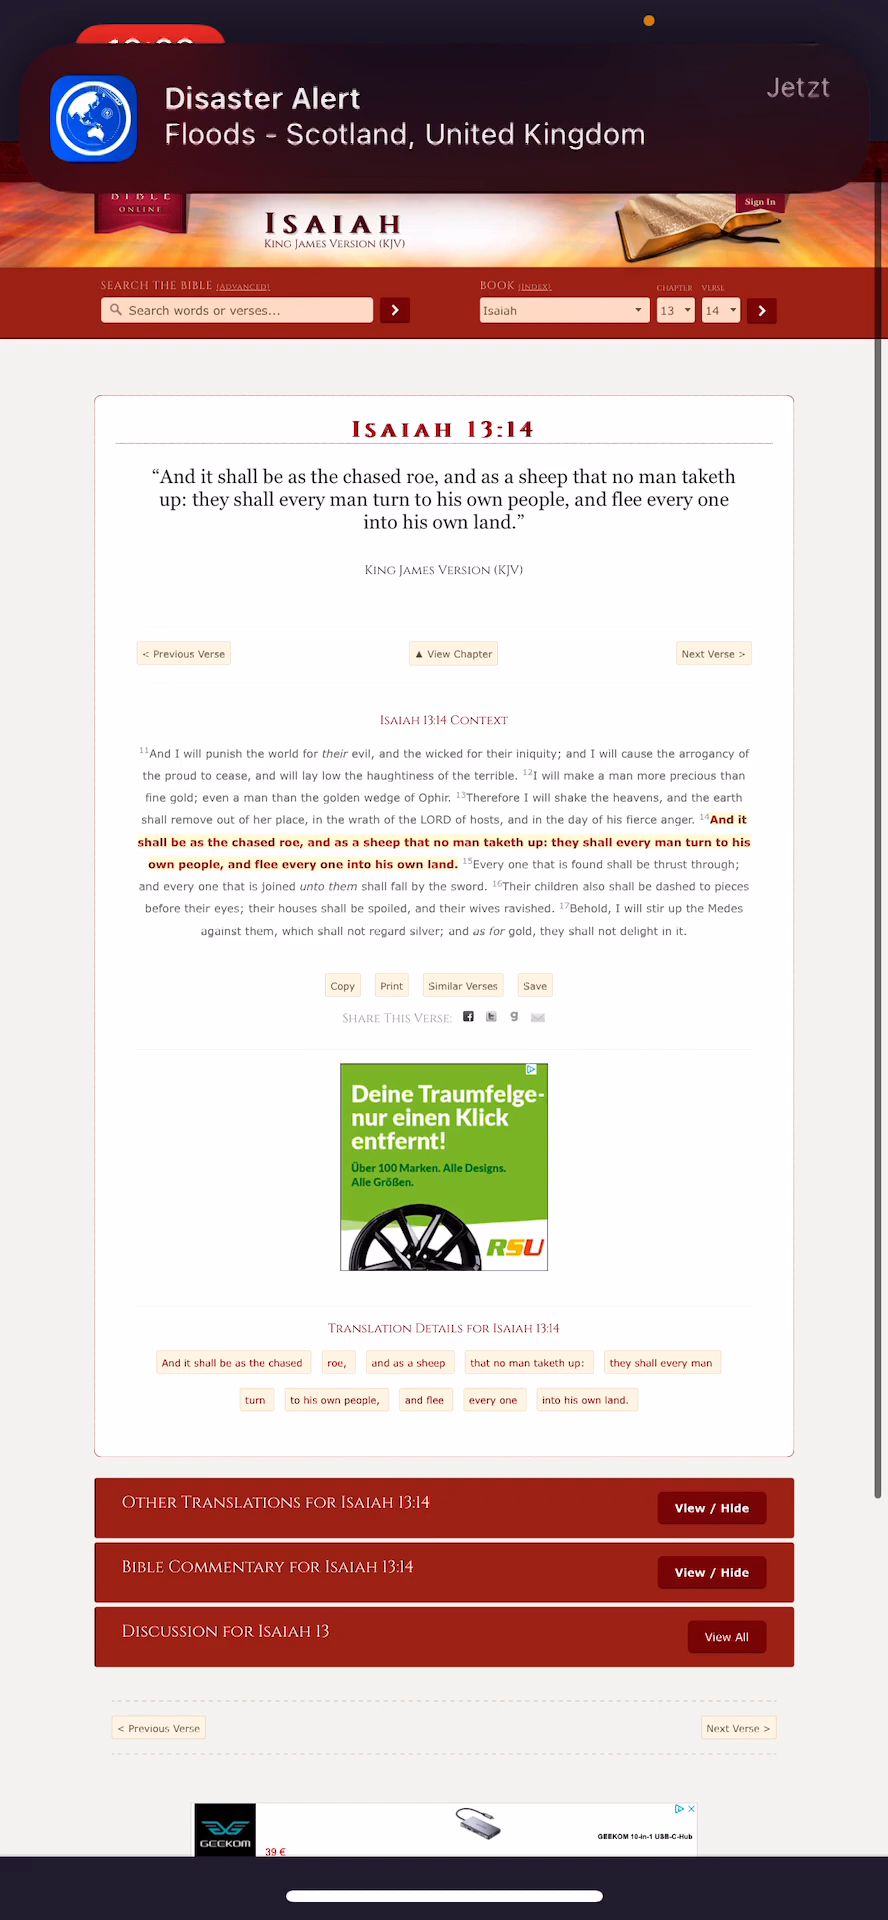 Disaster Alert
Jetzt
Floods - Scotland, United Kingdom
BIBLE
ONLINE
Sign In
ISAIAH
KING JAMES VERSION (KJV)
SEARCH THE BIBLE [ADVANCED]
BOOK [INDEX]
CHAPTER VERSE
Search words or verses...
Isaiah
13
14
ISAIAH 13:14
“And it shall be as the chased roe, and as a sheep that no man taketh
up: they shall every man turn to his own people, and flee every one
into his own land.”
KING JAMES VERSION (KJV)
< Previous Verse
▲ View Chapter
Next Verse >
ISAIAH 13:14 CONTEXT
11And I will punish the world for their evil, and the wicked for their iniquity; and I will cause the arrogancy of
the proud to cease, and will lay low the haughtiness of the terrible. 12I will make a man more precious than
fine gold; even a man than the golden wedge of Ophir. 13Therefore I will shake the heavens, and the earth
shall remove out of her place, in the wrath of the LORD of hosts, and in the day of his fierce anger. 14And it
shall be as the chased roe, and as a sheep that no man taketh up: they shall every man turn to his
own people, and flee every one into his own land. 15Every one that is found shall be thrust through;
and every one that is joined unto them shall fall by the sword. 16Their children also shall be dashed to pieces
before their eyes; their houses shall be spoiled, and their wives ravished. 17Behold, I will stir up the Medes
against them, which shall not regard silver; and as for gold, they shall not delight in it.
Copy
Print
Similar Verses
Save
SHARE THIS VERSE:
Deine Traumfelge-
nur einen Klick
entfernt!
Über 100 Marken. Alle Designs.
Alle Größen.
RSU
TRANSLATION DETAILS FOR ISAIAH 13:14
And it shall be as the chased
roe,
and as a sheep
that no man taketh up:
they shall every man
turn
to his own people,
and flee
every one
into his own land.
OTHER TRANSLATIONS FOR ISAIAH 13:14
View / Hide
BIBLE COMMENTARY FOR ISAIAH 13:14
View / Hide
DISCUSSION FOR ISAIAH 13
View All
< Previous Verse
Next Verse >
GEEKOM
39 €
GEEKOM 10-in-1 USB-C-Hub